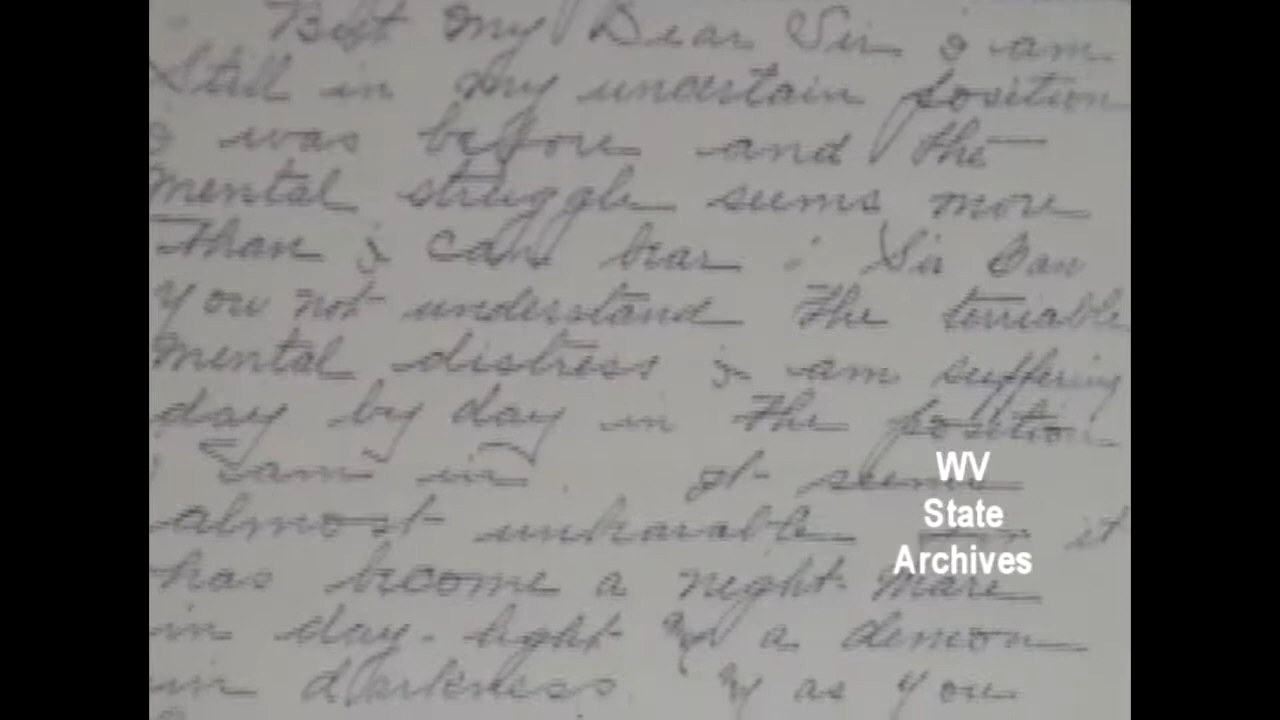 But My Dear Sir I am
Still in my uncertain position
I was before and the
Mental struggle seems more
Than I can bear. Sir Can
you not understand The terriable
Mental distress I am suffering
day by day in The position
I am in. It seems
almost unbearable it
has become a night mare
in day-light & a demon
in darkness. & as you
WV
State
Archives